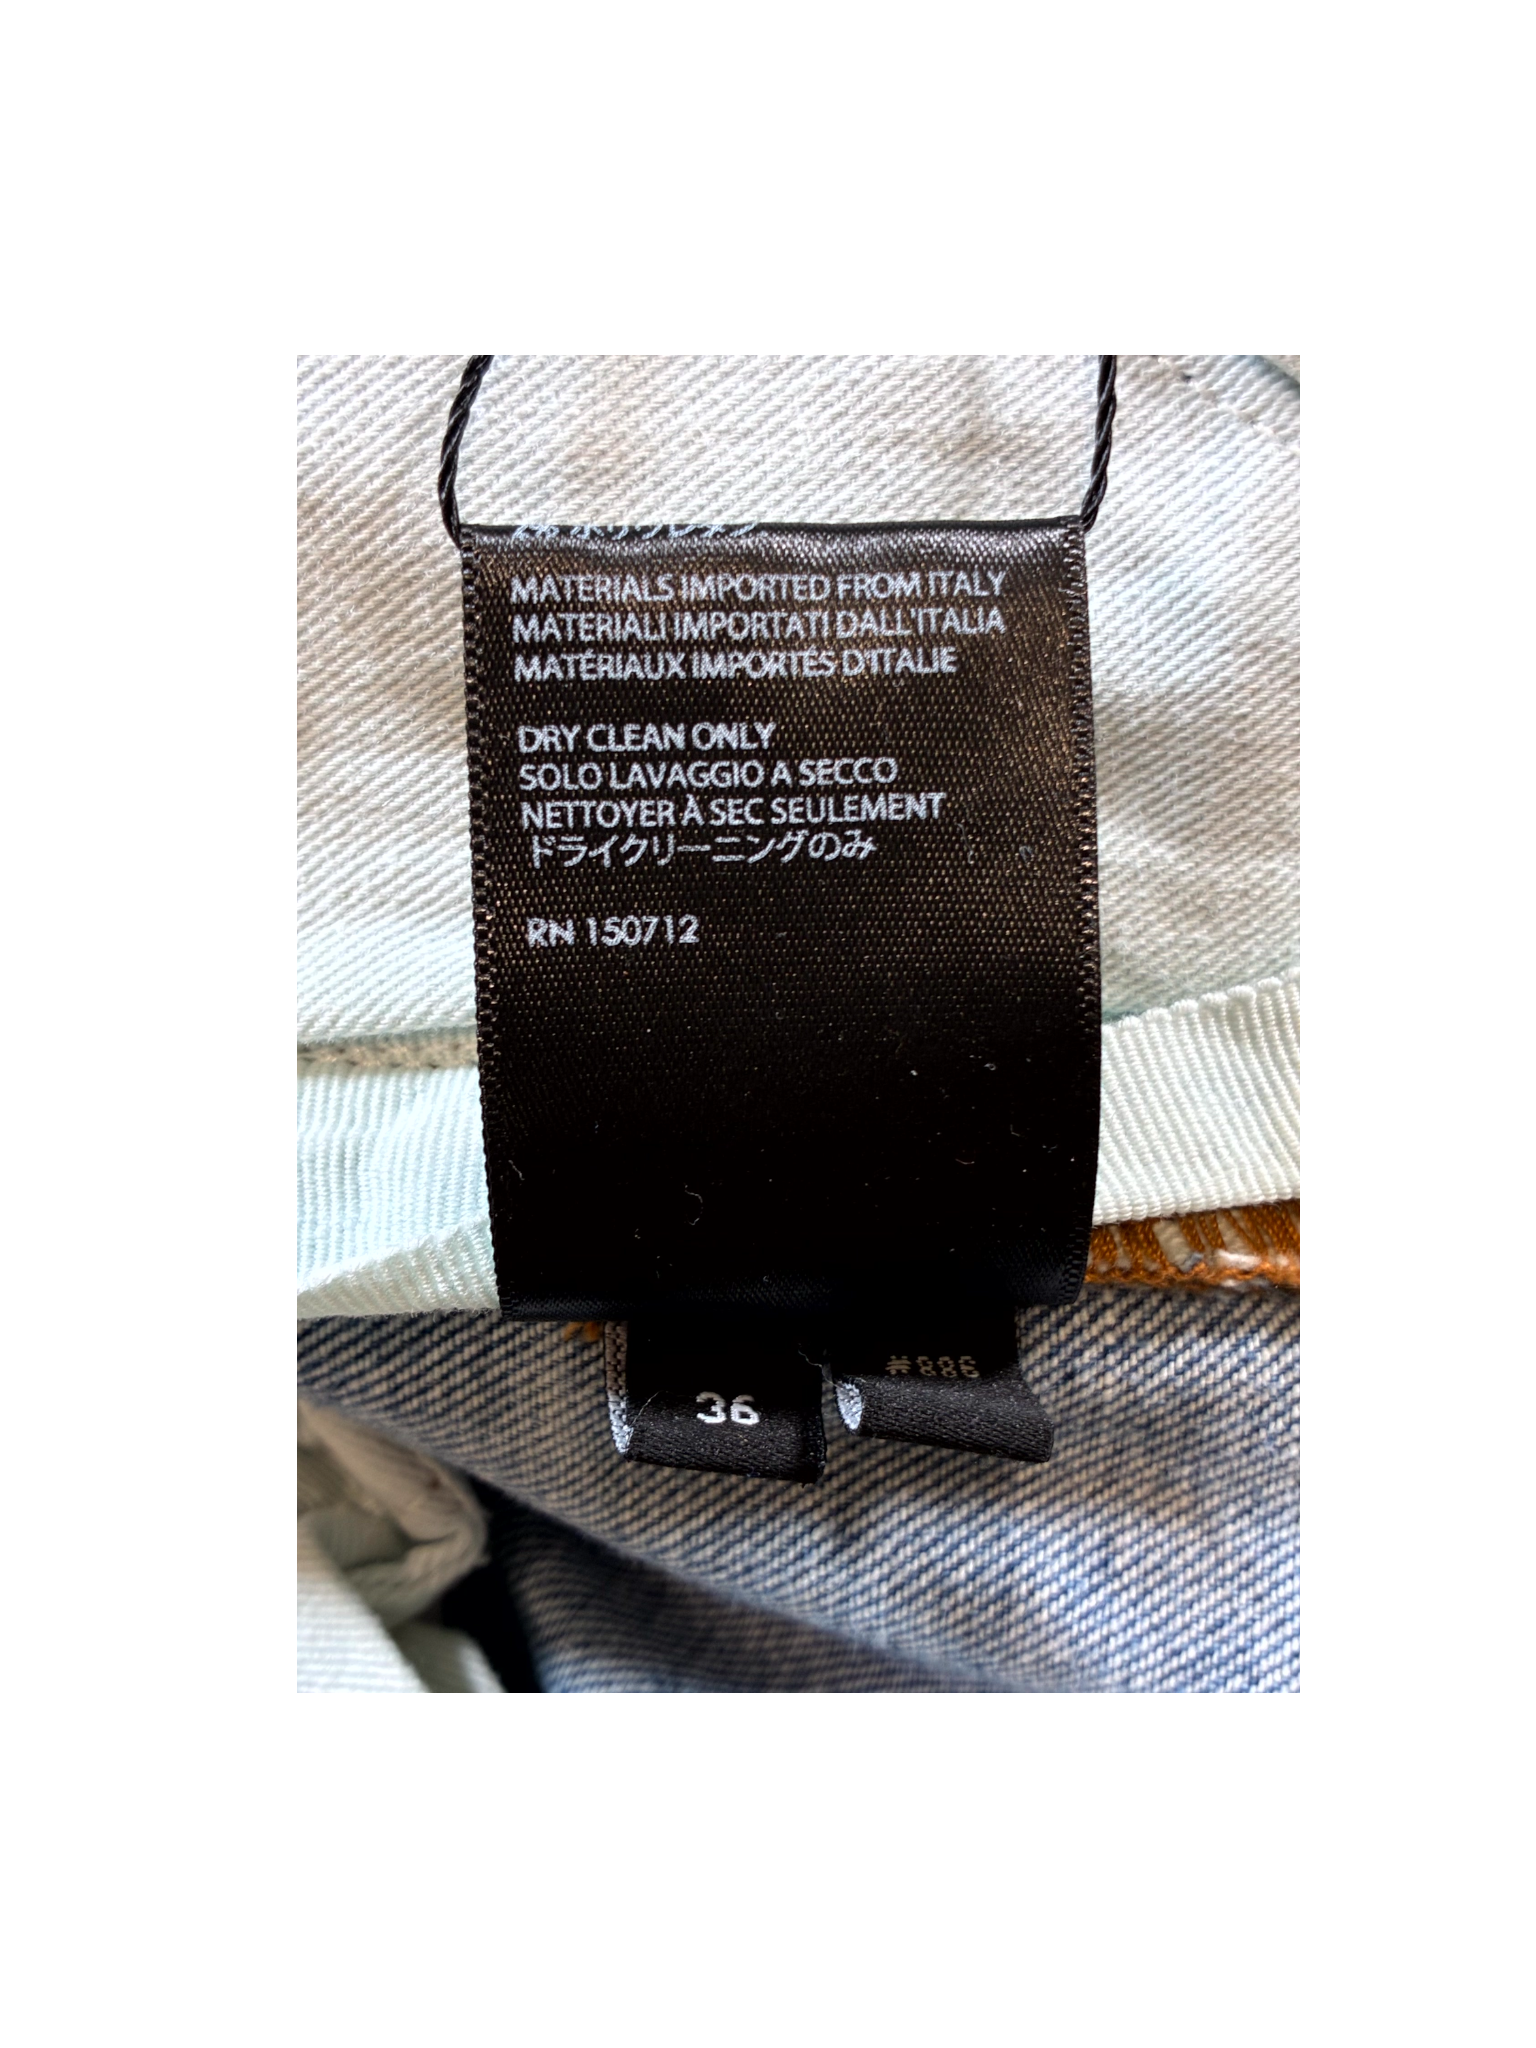 MATERIALS IMPORTED FROM ITALY
MATERIALI IMPORTATI DALL'ITALIA
MATÉRIAUX IMPORTÉS D'ITALIE
DRY CLEAN ONLY
SOLO LAVAGGIO A SECCO
NETTOYER À SEC SEULEMENT
ドライクリーニングのみ
RN 150712
36